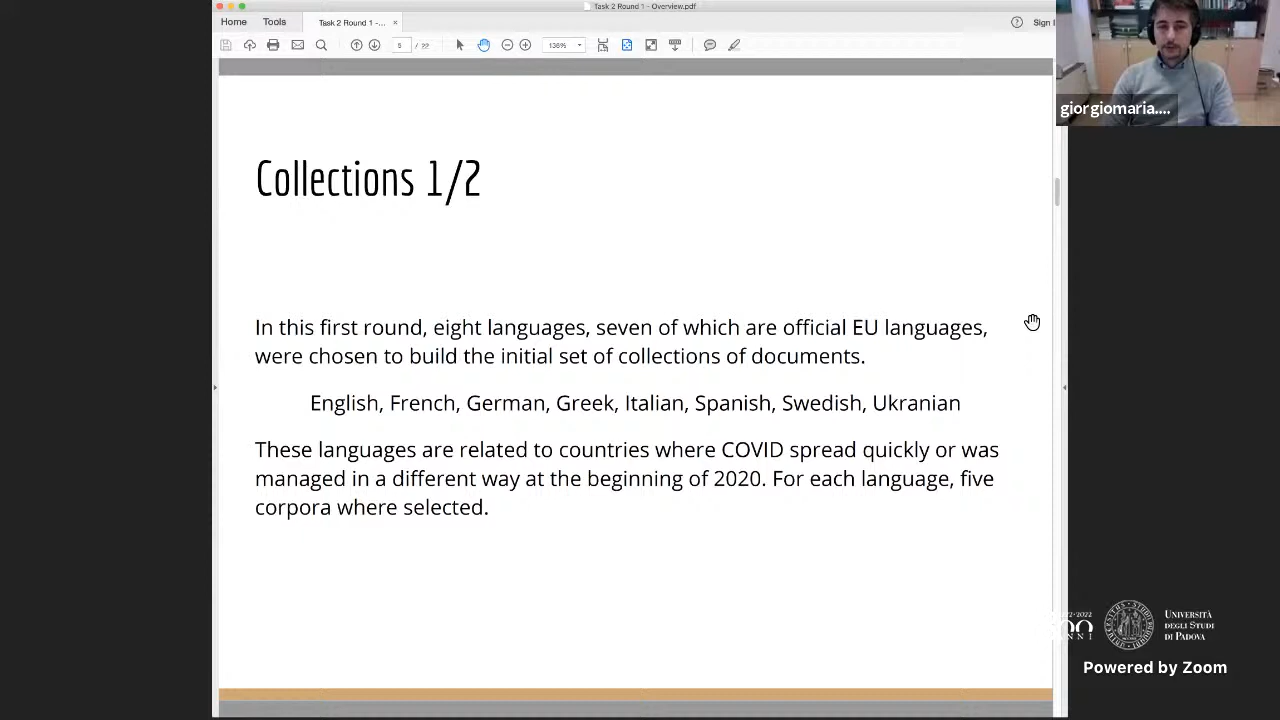 Task 2 Round 1 - Overview.pdf
Home Tools Task 2 Round 1 -... × ? Sign I
5 / 22 136%
giorgiomaria....
Collections 1/2
In this first round, eight languages, seven of which are official EU languages,
were chosen to build the initial set of collections of documents.
English, French, German, Greek, Italian, Spanish, Swedish, Ukranian
These languages are related to countries where COVID spread quickly or was
managed in a different way at the beginning of 2020. For each language, five
corpora where selected.
UNIVERSITÀ
DEGLI STUDI
DI PADOVA
Powered by Zoom